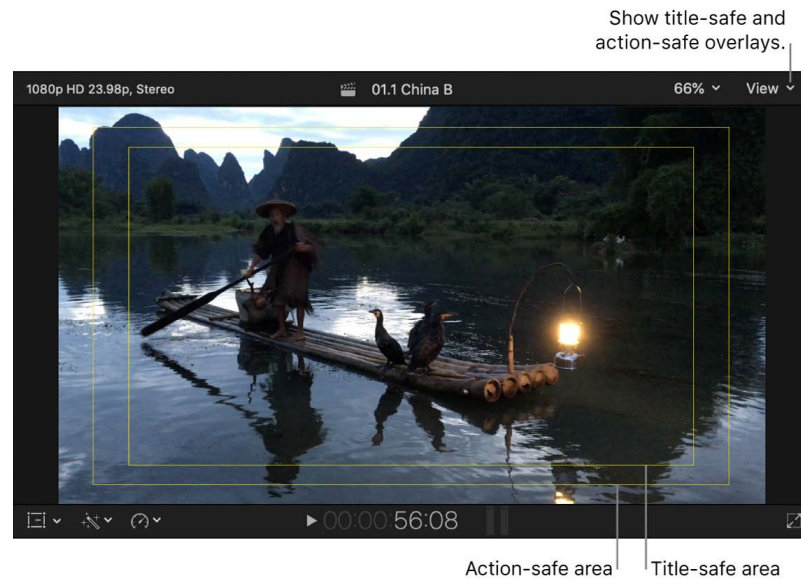 Show title-safe and
action-safe overlays.
1080p HD 23.98p, Stereo
01.1 China B
66%
View
00:00:56:08
Action-safe area
Title-safe area